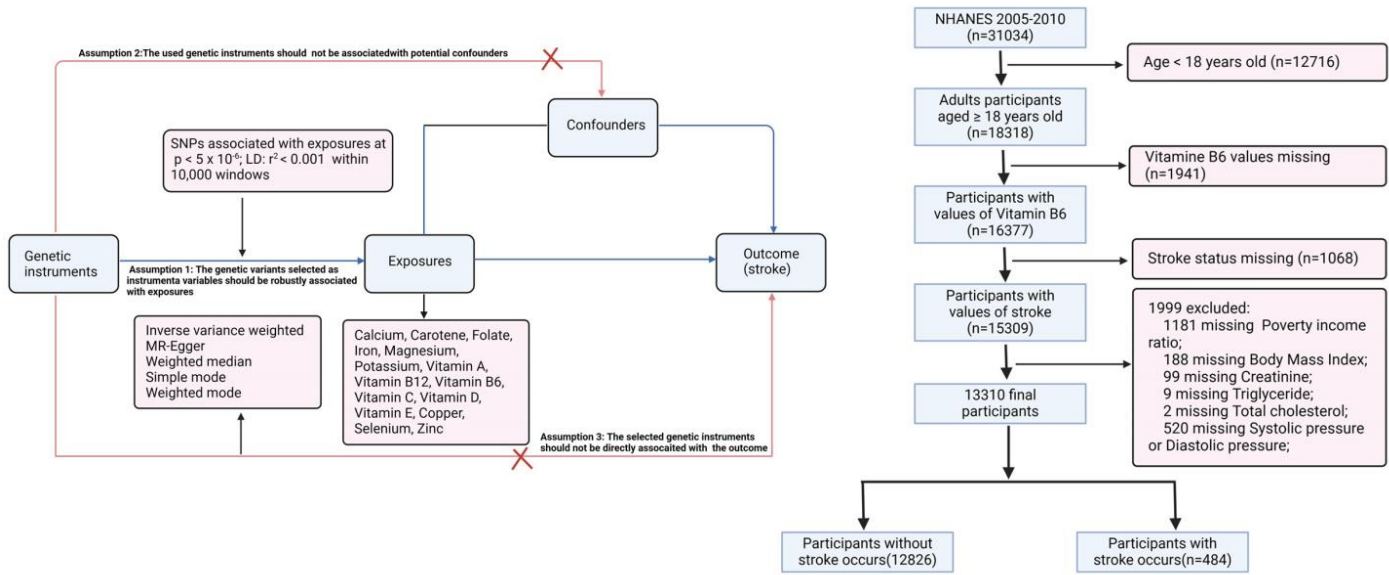 Assumption 2:The used genetic instruments should not be associatedwith potential confounders
Confounders
SNPs associated with exposures at
p < 5 x 10⁻⁶; LD: r² < 0.001 within
10,000 windows
Genetic
instruments
Exposures
Outcome
(stroke)
Assumption 1: The genetic variants selected as
instrumenta variables should be robustly associated
with exposures
Inverse variance weighted
MR-Egger
Weighted median
Simple mode
Weighted mode
Calcium, Carotene, Folate,
Iron, Magnesium,
Potassium, Vitamin A,
Vitamin B12, Vitamin B6,
Vitamin C, Vitamin D,
Vitamin E, Copper,
Selenium, Zinc
Assumption 3: The selected genetic instruments
should not be directly assocaited with the outcome
NHANES 2005-2010
(n=31034)
Age < 18 years old (n=12716)
Adults participants
aged ≥ 18 years old
(n=18318)
Vitamine B6 values missing
(n=1941)
Participants with
values of Vitamin B6
(n=16377)
Stroke status missing (n=1068)
Participants with
values of stroke
(n=15309)
1999 excluded:
1181 missing Poverty income
ratio;
188 missing Body Mass Index;
99 missing Creatinine;
9 missing Triglyceride;
2 missing Total cholesterol;
520 missing Systolic pressure
or Diastolic pressure;
13310 final
participants
Participants without
stroke occurs(12826)
Participants with
stroke occurs(n=484)